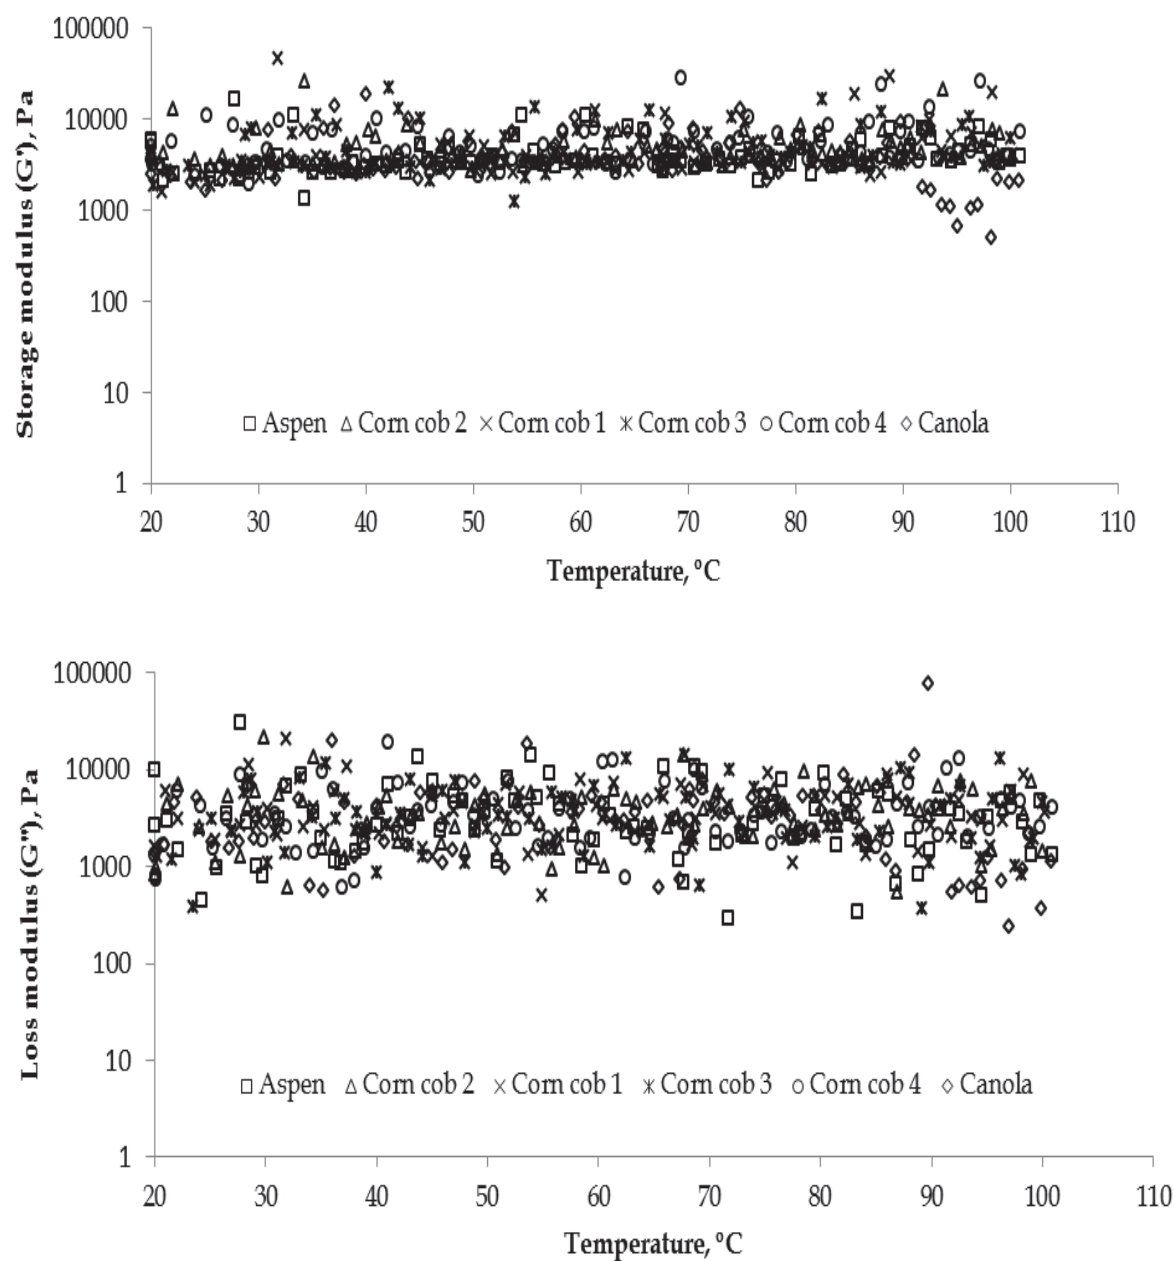 100000
10000
1000
100
10
1
Storage modulus (G'), Pa
Aspen Corn cob 2 Corn cob 1 Corn cob 3 Corn cob 4 Canola
20 30 40 50 60 70 80 90 100 110
Temperature, ºC
100000
10000
1000
100
10
1
Loss modulus (G''), Pa
Aspen Corn cob 2 Corn cob 1 Corn cob 3 Corn cob 4 Canola
20 30 40 50 60 70 80 90 100 110
Temperature, ºC